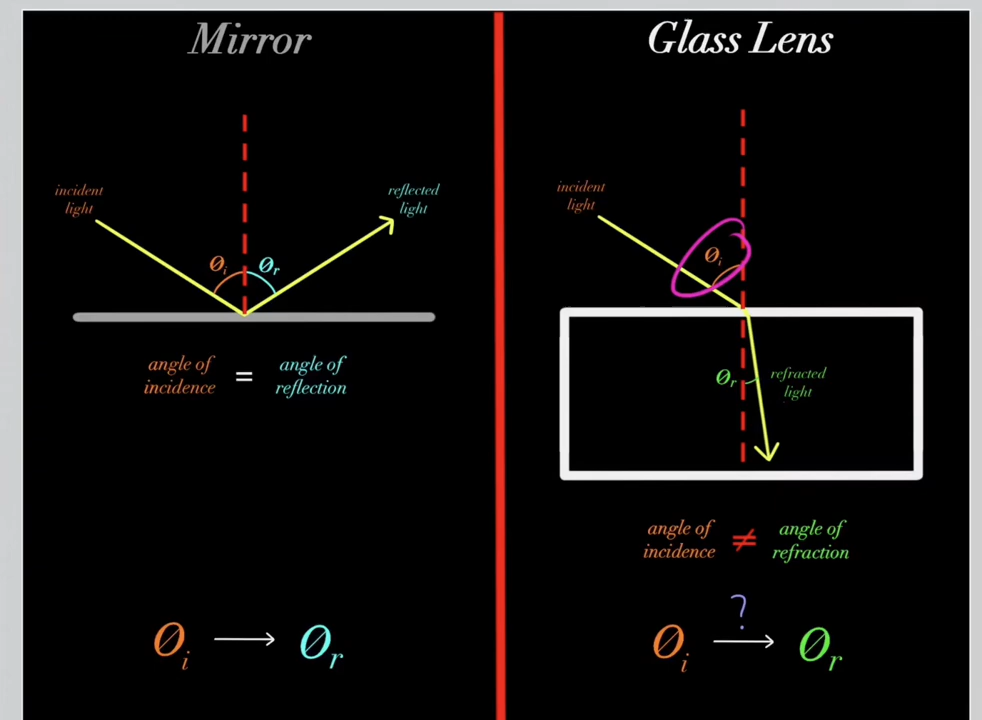 Mirror
incident
light
reflected
light
Øi
Ør
angle of
incidence
=
angle of
reflection
Øi → Ør
Glass Lens
incident
light
Øi
Ør
refracted
light
angle of
incidence
≠
angle of
refraction
?
Øi → Ør